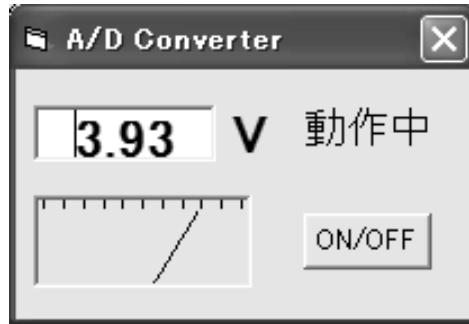 A/D Converter
3.93 V 動作中
ON/OFF